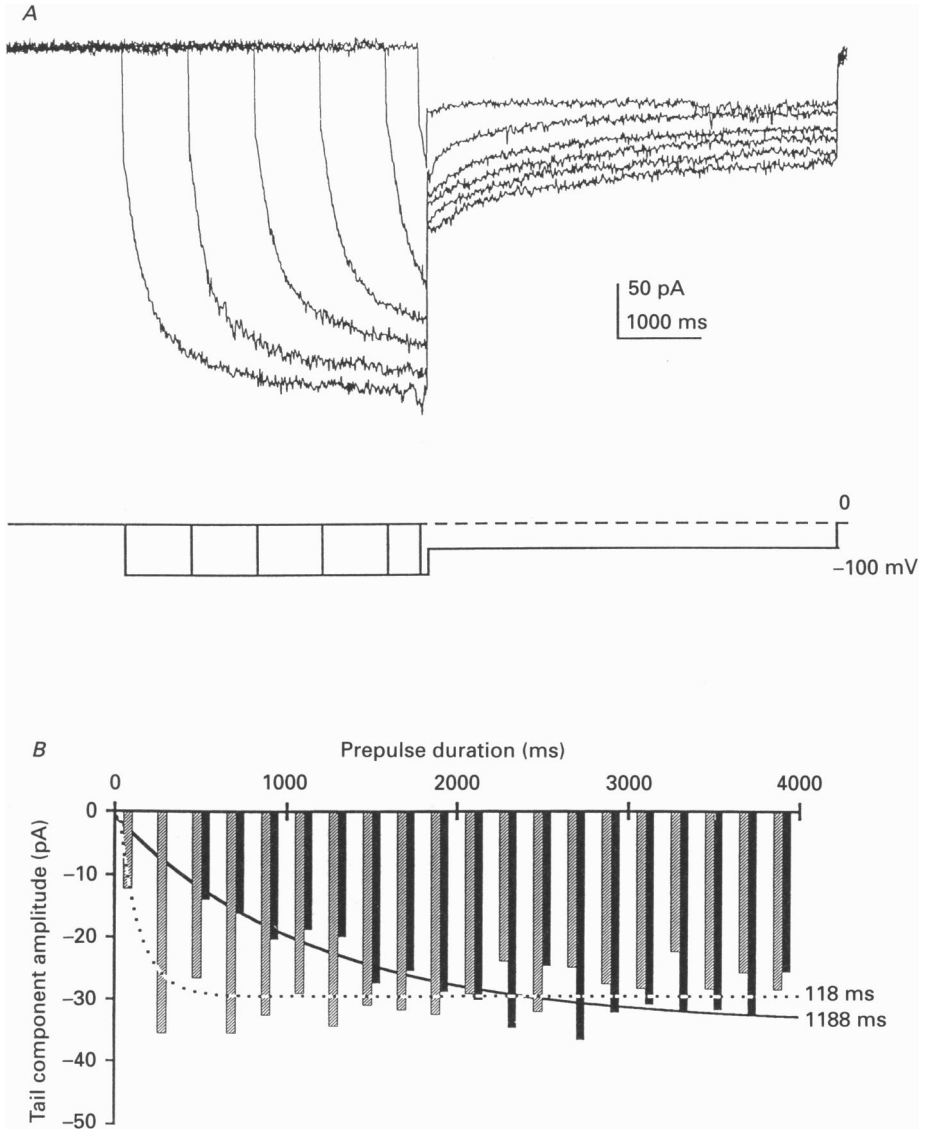 A
50 pA
1000 ms
0
–100 mV
B
Prepulse duration (ms)
0 1000 2000 3000 4000
Tail component amplitude (pA)
0
–10
–20
–30
–40
–50
118 ms
1188 ms